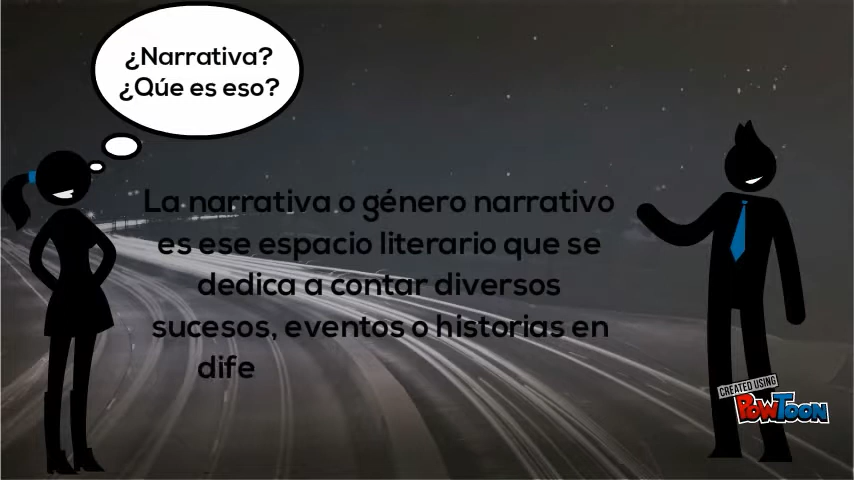 ¿Narrativa?
¿Qúe es eso?
La narrativa o género narrativo
es ese espacio literario que se
dedica a contar diversos
sucesos, eventos o historias en
dife
CREATED USING
POWTOON